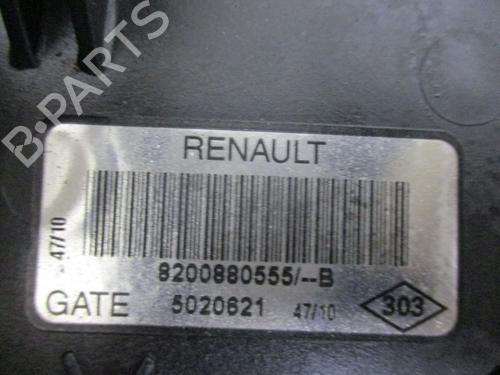 B-PARTS
RENAULT
47/10
8200880555/--B
GATE 5020621 47/10 303